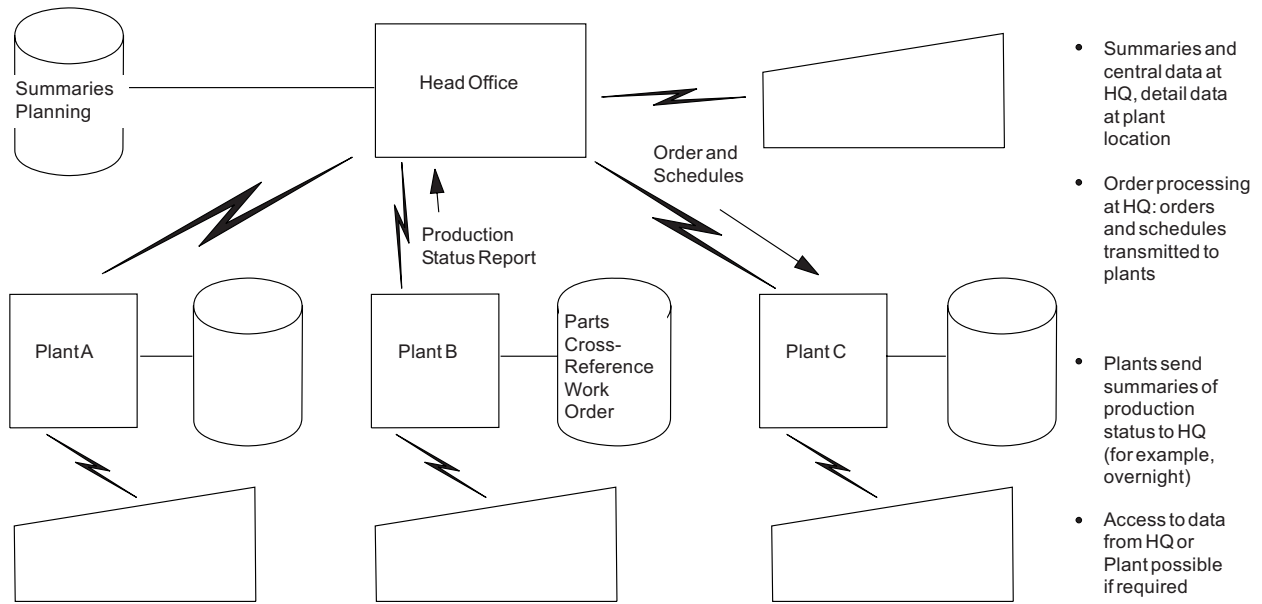 Summaries
Planning
Head Office
Order and
Schedules
Production
Status Report
Plant A
Plant B
Parts
Cross-
Reference
Work
Order
Plant C
• Summaries and
central data at
HQ, detail data
at plant
location
• Order processing
at HQ: orders
and schedules
transmitted to
plants
• Plants send
summaries of
production
status to HQ
(for example,
overnight)
• Access to data
from HQ or
Plant possible
if required